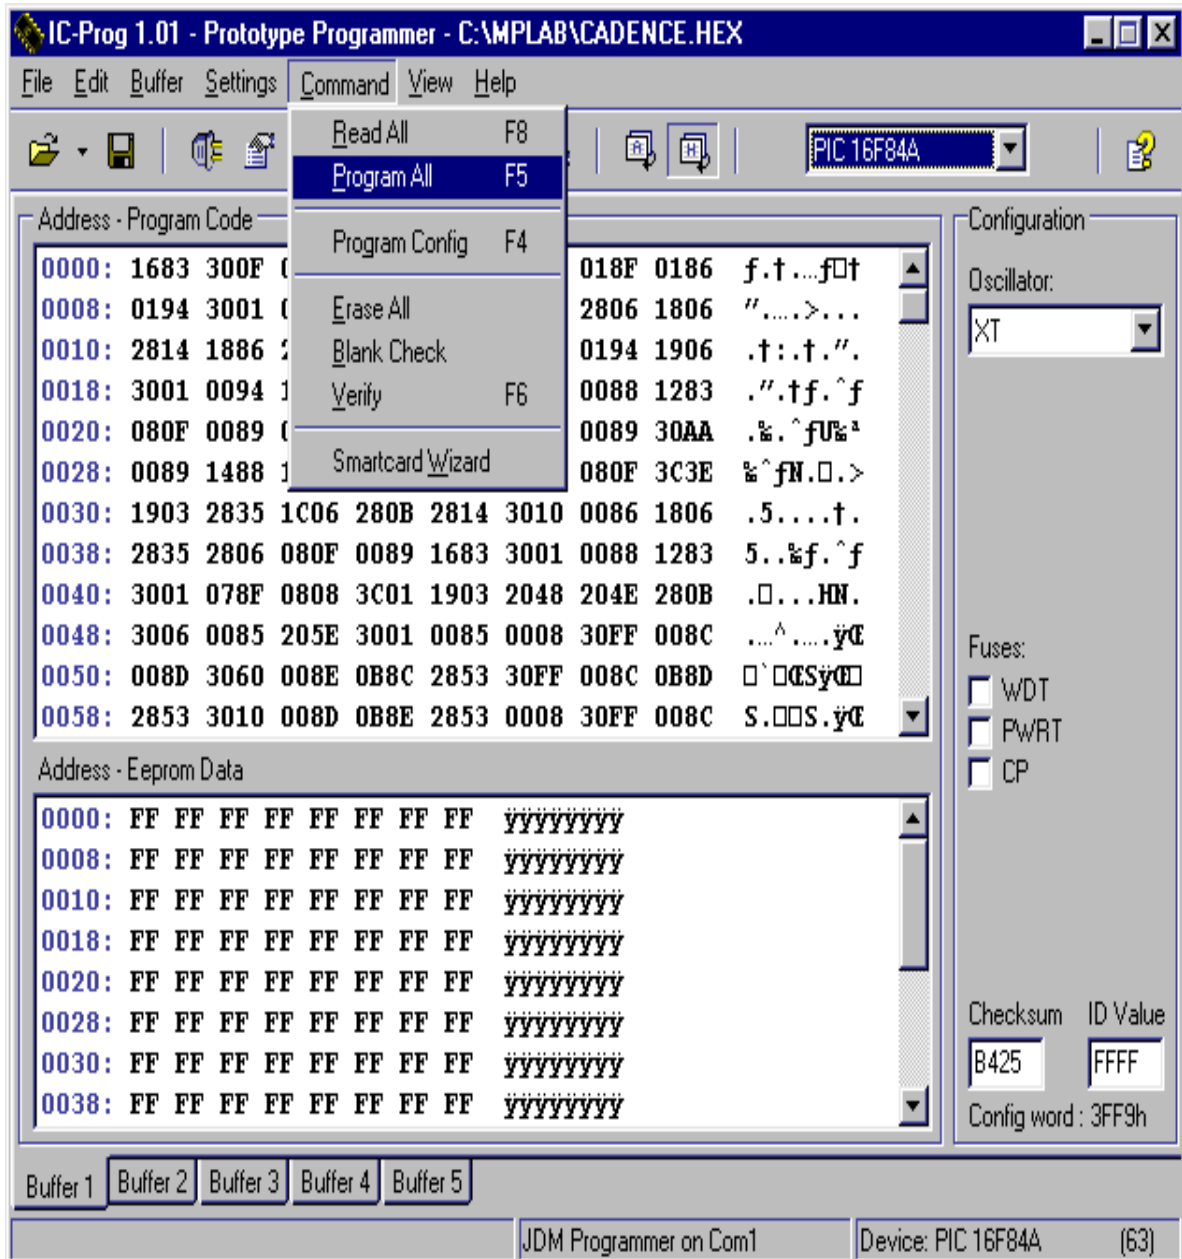 IC-Prog 1.01 - Prototype Programmer - C:\MPLAB\CADENCE.HEX
File Edit Buffer Settings Command View Help
Read All F8
Program All F5
Program Config F4
Erase All
Blank Check
Verify F6
Smartcard Wizard
PIC 16F84A
Address - Program Code
0000: 1683 300F 018F 0186 ƒ.†.…ƒ□†
0008: 0194 3001 2806 1806 ".….>...
0010: 2814 1886 0194 1906 .†:.†.".
0018: 3001 0094 0088 1283 .".†ƒ.ˆƒ
0020: 080F 0089 0089 30AA .‰.ˆƒU‰ª
0028: 0089 1488 080F 3C3E ‰ˆƒN.□.>
0030: 1903 2835 1C06 280B 2814 3010 0086 1806 .5....†.
0038: 2835 2806 080F 0089 1683 3001 0088 1283 5..‰ƒ.ˆƒ
0040: 3001 078F 0808 3C01 1903 2048 204E 280B .□...HN.
0048: 3006 0085 205E 3001 0085 0008 30FF 008C .…^.….ÿŒ
0050: 008D 3060 008E 0B8C 2853 30FF 008C 0B8D □`□ŒSÿŒ□
0058: 2853 3010 008D 0B8E 2853 0008 30FF 008C S.□□S.ÿŒ
Address - Eeprom Data
0000: FF FF FF FF FF FF FF FF ÿÿÿÿÿÿÿÿ
0008: FF FF FF FF FF FF FF FF ÿÿÿÿÿÿÿÿ
0010: FF FF FF FF FF FF FF FF ÿÿÿÿÿÿÿÿ
0018: FF FF FF FF FF FF FF FF ÿÿÿÿÿÿÿÿ
0020: FF FF FF FF FF FF FF FF ÿÿÿÿÿÿÿÿ
0028: FF FF FF FF FF FF FF FF ÿÿÿÿÿÿÿÿ
0030: FF FF FF FF FF FF FF FF ÿÿÿÿÿÿÿÿ
0038: FF FF FF FF FF FF FF FF ÿÿÿÿÿÿÿÿ
Configuration
Oscillator:
XT
Fuses:
WDT
PWRT
CP
Checksum ID Value
B425 FFFF
Config word : 3FF9h
Buffer 1 Buffer 2 Buffer 3 Buffer 4 Buffer 5
JDM Programmer on Com1 Device: PIC 16F84A (63)